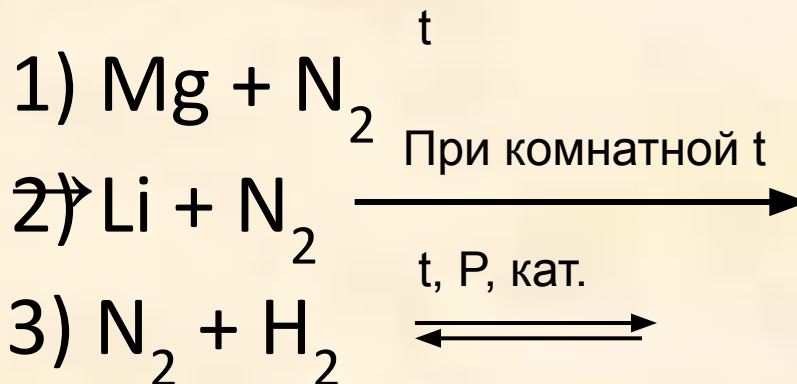 t
1) Mg + N₂
При комнатной t
→
2) Li + N₂
t, P, кат.
3) N₂ + H₂